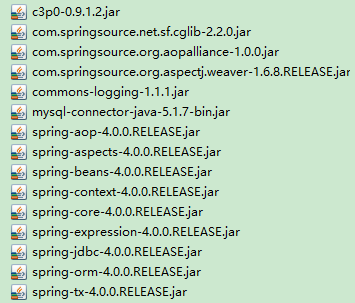 c3p0-0.9.1.2.jar
com.springsource.net.sf.cglib-2.2.0.jar
com.springsource.org.aopalliance-1.0.0.jar
com.springsource.org.aspectj.weaver-1.6.8.RELEASE.jar
commons-logging-1.1.1.jar
mysql-connector-java-5.1.7-bin.jar
spring-aop-4.0.0.RELEASE.jar
spring-aspects-4.0.0.RELEASE.jar
spring-beans-4.0.0.RELEASE.jar
spring-context-4.0.0.RELEASE.jar
spring-core-4.0.0.RELEASE.jar
spring-expression-4.0.0.RELEASE.jar
spring-jdbc-4.0.0.RELEASE.jar
spring-orm-4.0.0.RELEASE.jar
spring-tx-4.0.0.RELEASE.jar